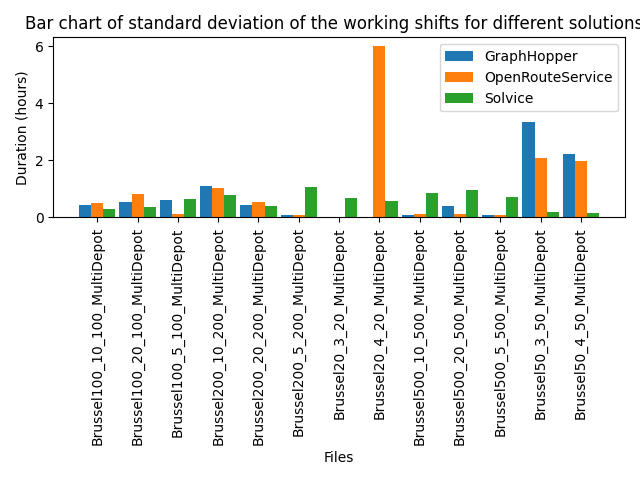 Bar chart of standard deviation of the working shifts for different solutions
Duration (hours)
6
4
2
0
GraphHopper
OpenRouteService
Solvice
Brussel100_10_100_MultiDepot
Brussel100_20_100_MultiDepot
Brussel100_5_100_MultiDepot
Brussel200_10_200_MultiDepot
Brussel200_20_200_MultiDepot
Brussel200_5_200_MultiDepot
Brussel20_3_20_MultiDepot
Brussel20_4_20_MultiDepot
Brussel500_10_500_MultiDepot
Brussel500_20_500_MultiDepot
Brussel500_5_500_MultiDepot
Brussel50_3_50_MultiDepot
Brussel50_4_50_MultiDepot
Files